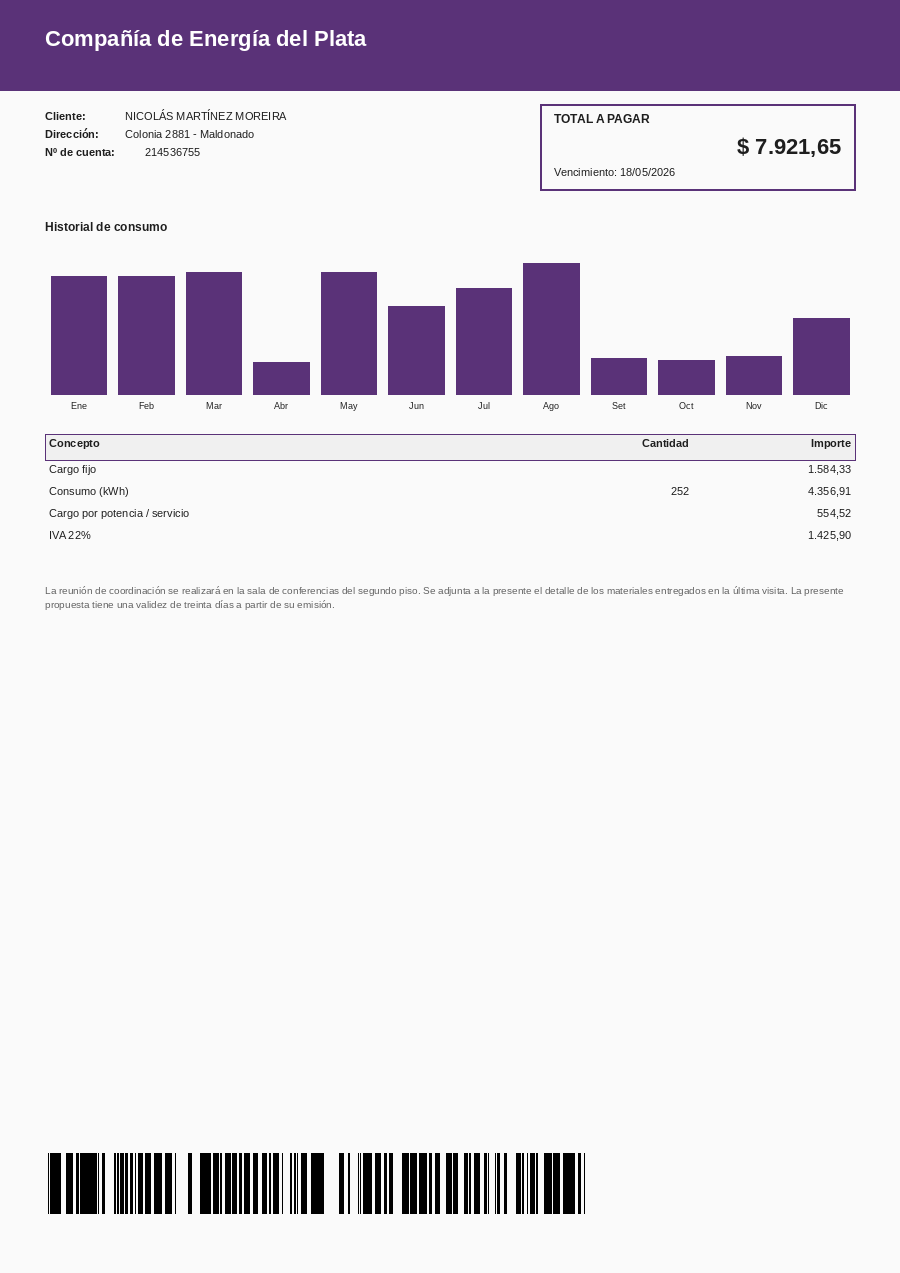 Compañía de Energía del Plata
Cliente: NICOLÁS MARTÍNEZ MOREIRA
Dirección: Colonia 2881 - Maldonado
Nº de cuenta: 214536755
TOTAL A PAGAR
$ 7.921,65
Vencimiento: 18/05/2026
Historial de consumo
Ene Feb Mar Abr May Jun Jul Ago Set Oct Nov Dic
Concepto Cantidad Importe
Cargo fijo 1.584,33
Consumo (kWh) 252 4.356,91
Cargo por potencia / servicio 554,52
IVA 22% 1.425,90
La reunión de coordinación se realizará en la sala de conferencias del segundo piso. Se adjunta a la presente el detalle de los materiales entregados en la última visita. La presente
propuesta tiene una validez de treinta días a partir de su emisión.